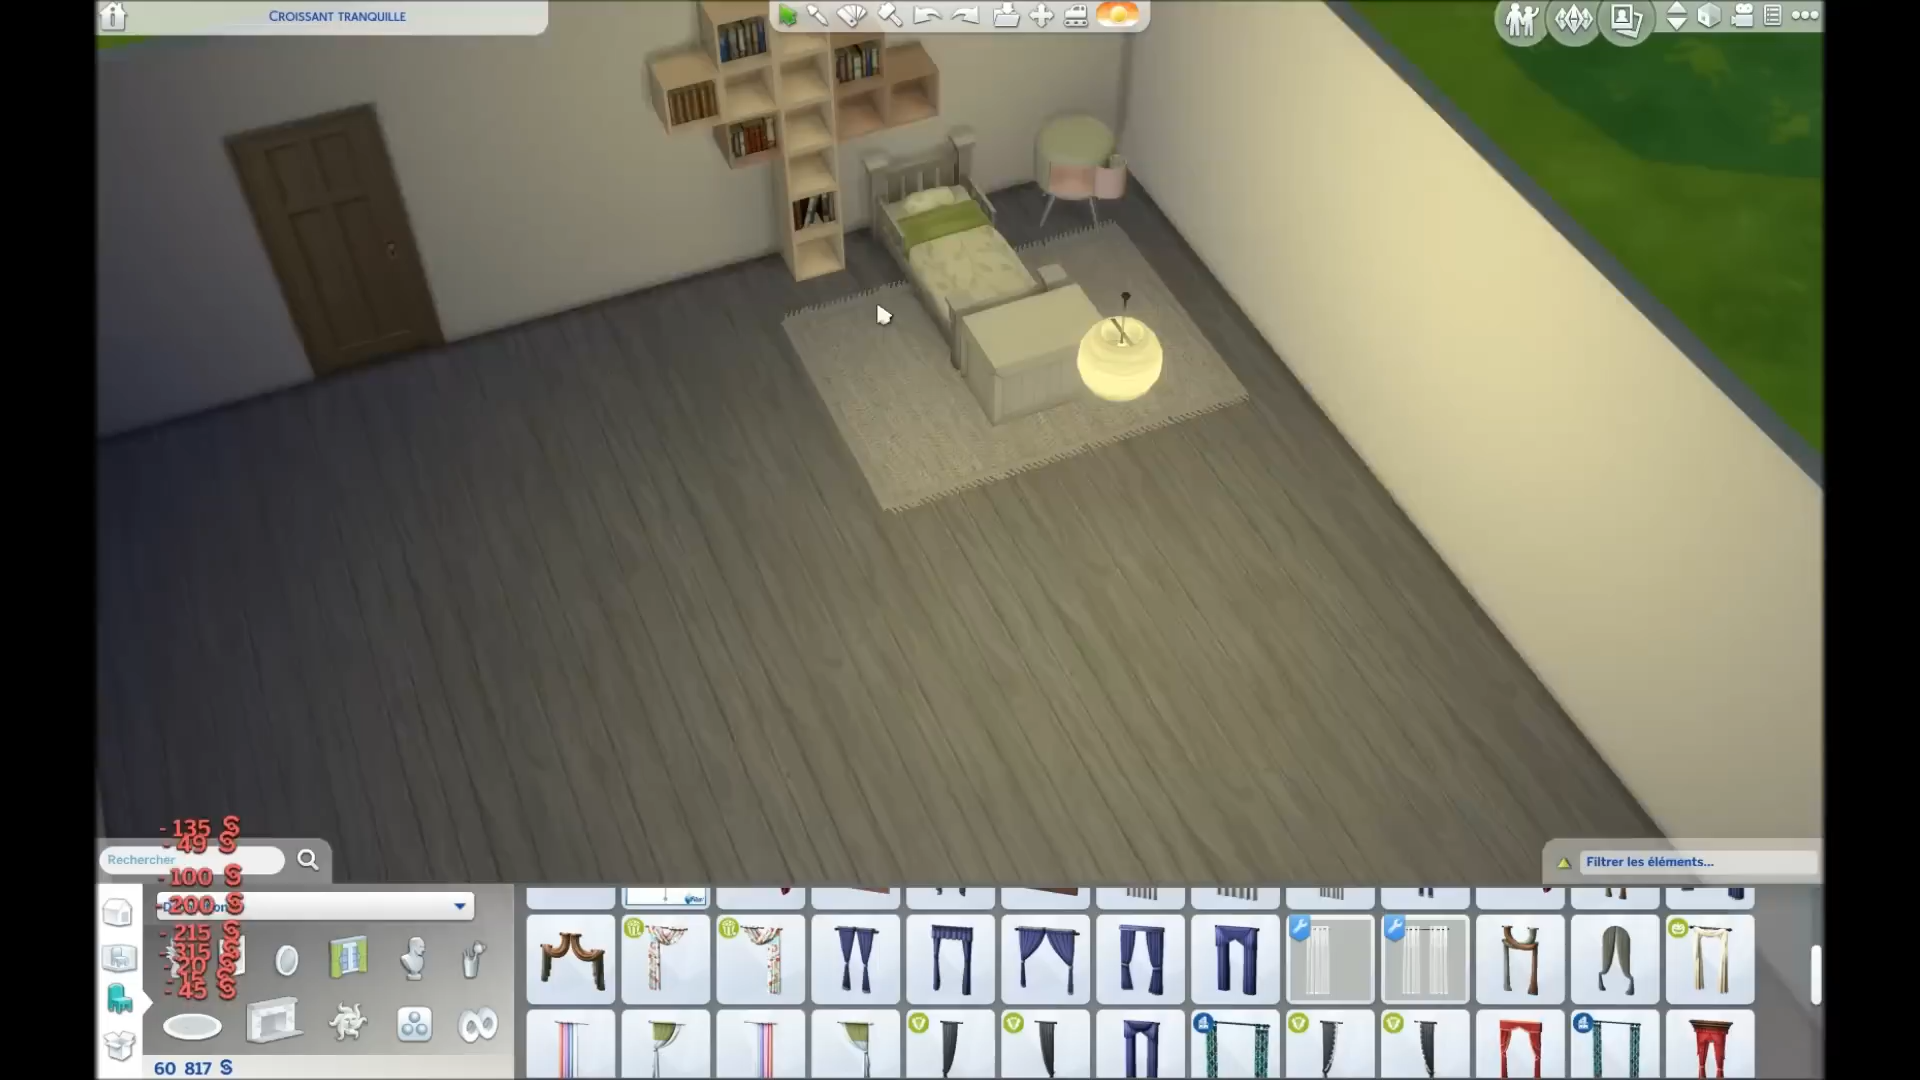 CROISSANT TRANQUILLE
- 135 S
- 49 S
Rechercher
- 100 S
- 200 S
- 215 S
- 315 S
- 45 S
Filtrer les éléments...
60 817 S